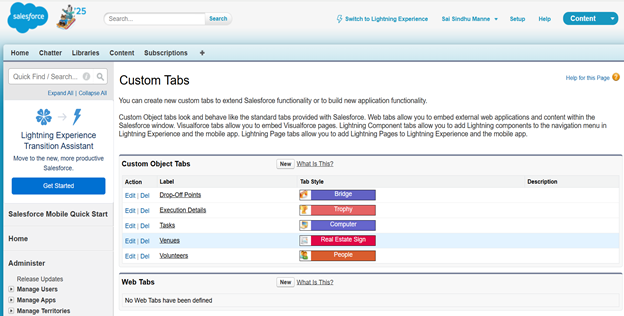 salesforce
'25
Search...
Search
Switch to Lightning Experience
Sai Sindhu Manne
Setup
Help
Content
Home
Chatter
Libraries
Content
Subscriptions
+
Quick Find / Search...
Expand All | Collapse All
Lightning Experience
Transition Assistant
Move to the new, more productive
Salesforce.
Get Started
Salesforce Mobile Quick Start
Home
Administer
Release Updates
Manage Users
Manage Apps
Manage Territories
Custom Tabs
Help for this Page
You can create new custom tabs to extend Salesforce functionality or to build new application functionality.
Custom Object tabs look and behave like the standard tabs provided with Salesforce. Web tabs allow you to embed external web applications and content within the
Salesforce window. Visualforce tabs allow you to embed Visualforce pages. Lightning Component tabs allow you to add Lightning components to the navigation menu in
Lightning Experience and the mobile app. Lightning Page tabs allow you to add Lightning Pages to Lightning Experience and the mobile app.
Custom Object Tabs
New
What Is This?
Action Label Tab Style Description
Edit | Del Drop-Off Points Bridge
Edit | Del Execution Details Trophy
Edit | Del Tasks Computer
Edit | Del Venues Real Estate Sign
Edit | Del Volunteers People
Web Tabs
New
What Is This?
No Web Tabs have been defined